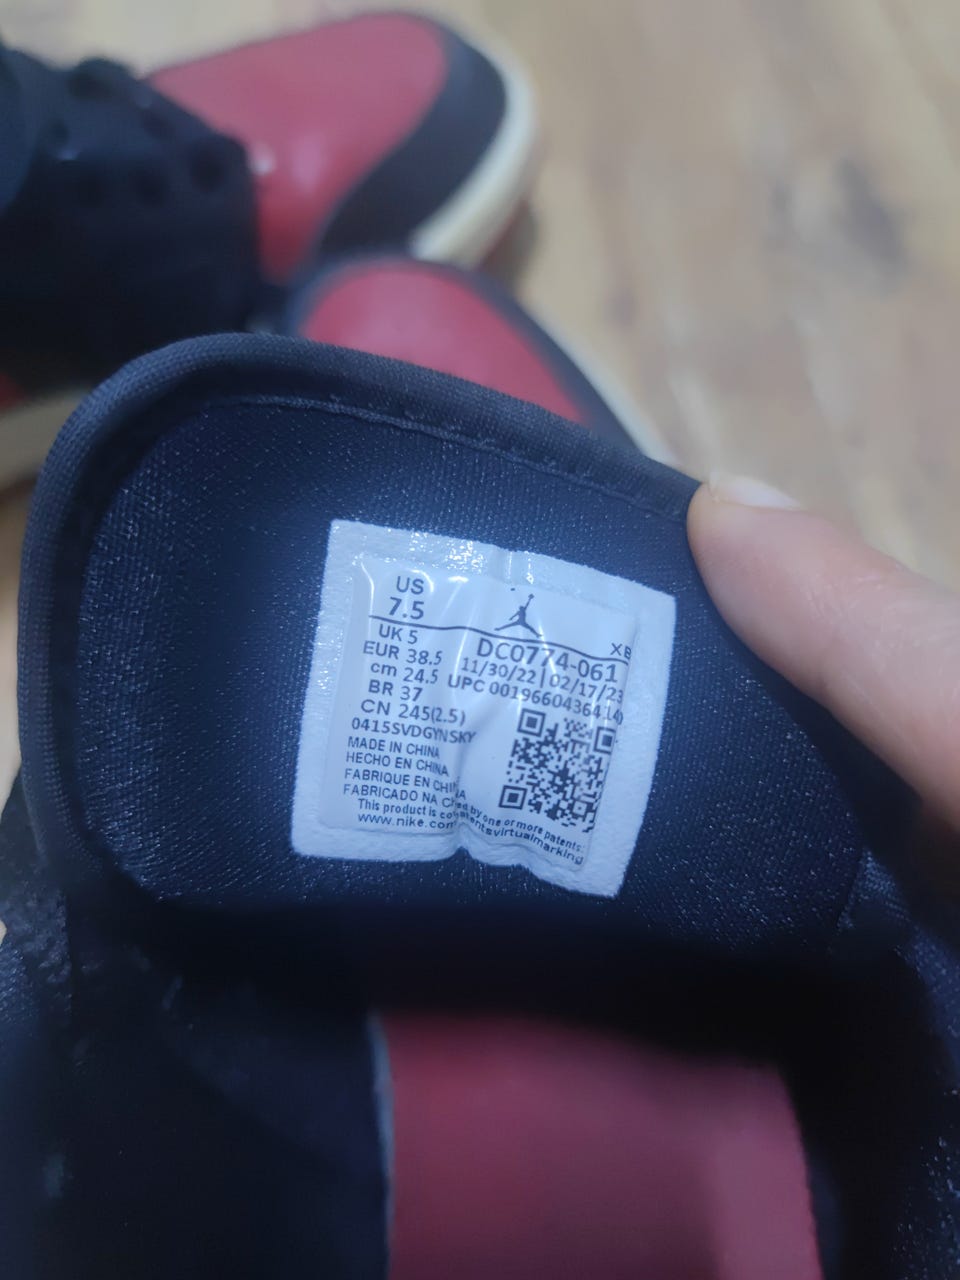 US
7.5
UK 5
EUR 38.5
cm 24.5
BR 37
CN 245(2.5)
0415SVDGYNSKY
MADE IN CHINA
HECHO EN CHINA
FABRIQUE EN CHINA
FABRICADO NA
This product is ed by one or more patents:
www.nike.com
XB
DC0774-061
11/30/22 | 02/17/23
UPC